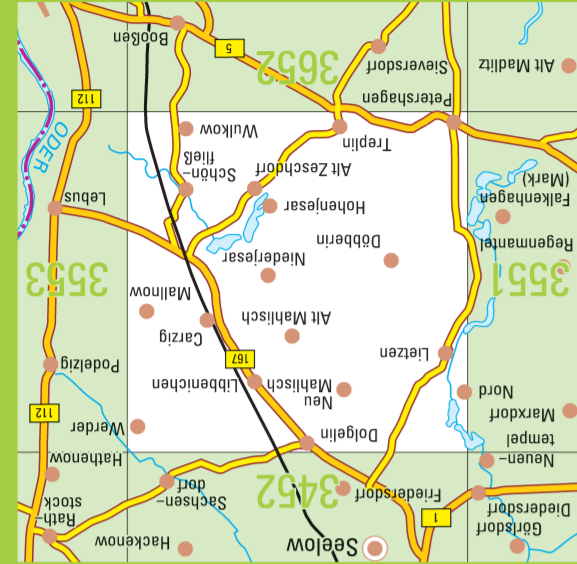 Seelow
Hackenow
Görlsdorf
Diedersdorf
1
Friedersdorf
3452
Sachsen-
dorf
Rath-
stock
Hathenow
Neuen-
tempel
Dolgelin
Werder
112
Marxdorf
Nord
Neu
Mahlisch
Libbenichen
Podelzig
Lietzen
167
Alt Mahlisch
Carzig
Mallnow
3551
3553
Regenmantel
Döbberin
Niederjesar
Lebus
Falkenhagen
(Mark)
Hohenjesar
Alt Zeschdorf
Schön-
fließ
Treplin
Wulkow
ODER
Petershagen
112
Alt Madlitz
Sieversdorf
3652
5
Booßen